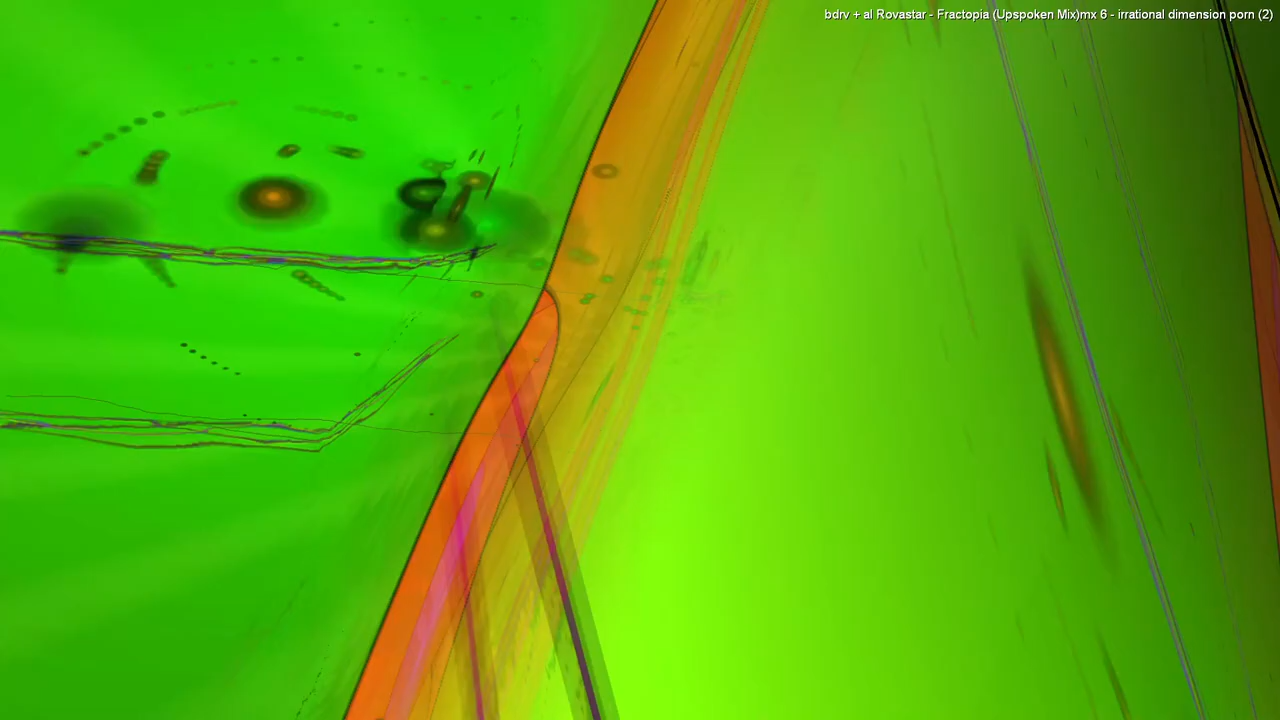 bdrv + al Rovastar - Fractopia (Upspoken Mix)mx 6 - irrational dimension porn (2)